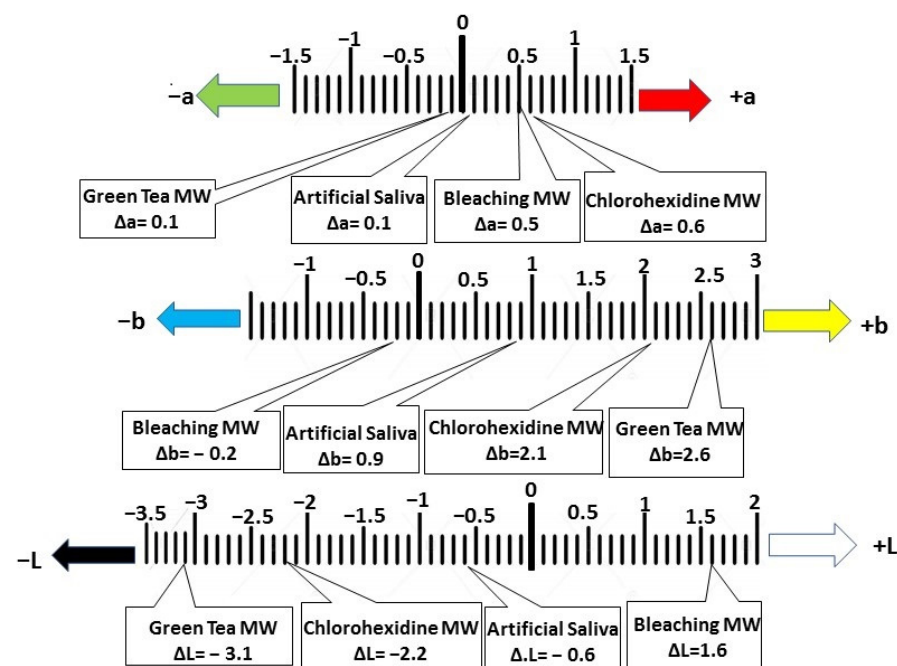 0
−1 1
−1.5 −0.5 0.5 1.5
−a +a
Green Tea MW
Δa= 0.1
Artificial Saliva
Δa= 0.1
Bleaching MW
Δa= 0.5
Chlorohexidine MW
Δa= 0.6
−1 0 1 2 3
−0.5 0.5 1.5 2.5
−b +b
Bleaching MW
Δb= − 0.2
Artificial Saliva
Δb= 0.9
Chlorohexidine MW
Δb=2.1
Green Tea MW
Δb=2.6
−3.5 −3 −2.5 −2 −1.5 −1 −0.5 0 0.5 1 1.5 2
−L +L
Green Tea MW
ΔL= − 3.1
Chlorohexidine MW
ΔL= −2.2
Artificial Saliva
Δ.L= − 0.6
Bleaching MW
ΔL=1.6